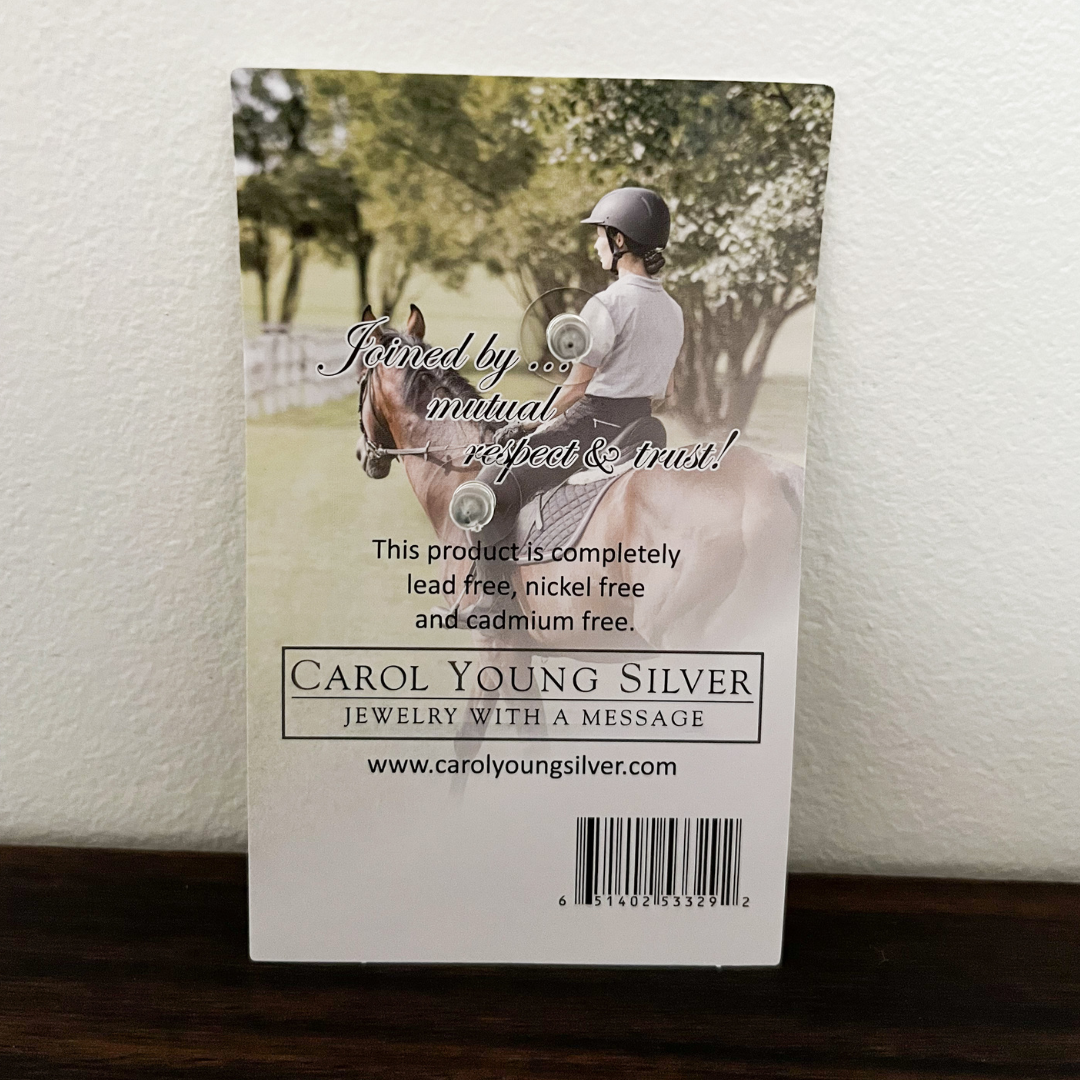 Joined by ...
mutual
respect & trust!
This product is completely
lead free, nickel free
and cadmium free.
CAROL YOUNG SILVER
JEWELRY WITH A MESSAGE
www.carolyoungsilver.com
6 51402 53329 2